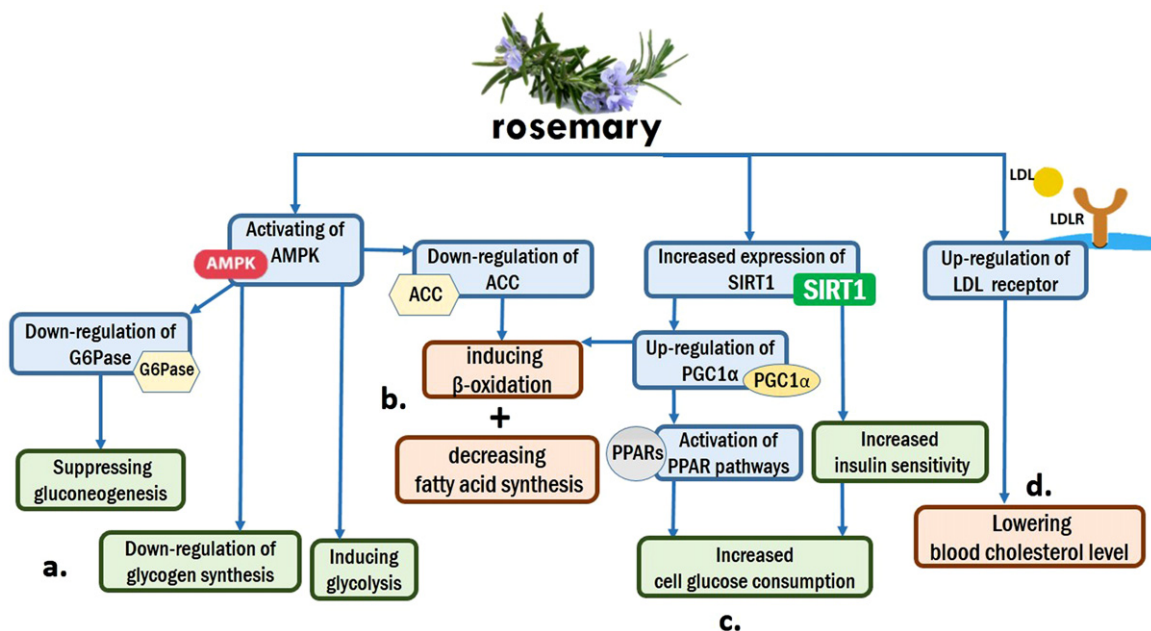 rosemary
LDL
LDLR
Activating of
AMPK
AMPK
Down-regulation of
ACC
ACC
Increased expression of
SIRT1
SIRT1
Up-regulation of
LDL receptor
Down-regulation of
G6Pase
G6Pase
inducing
β-oxidation
Up-regulation of
PGC1α
PGC1α
b.
+
decreasing
fatty acid synthesis
PPARs
Activation of
PPAR pathways
Increased
insulin sensitivity
Suppressing
gluconeogenesis
d.
Lowering
blood cholesterol level
a.
Down-regulation of
glycogen synthesis
Inducing
glycolysis
Increased
cell glucose consumption
c.